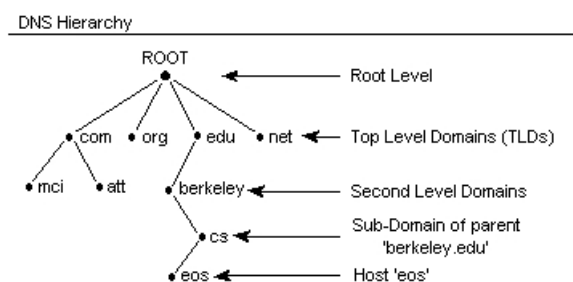 DNS Hierarchy
ROOT
Root Level
com org edu net
Top Level Domains (TLDs)
mci att berkeley
Second Level Domains
cs
Sub-Domain of parent
'berkeley.edu'
eos
Host 'eos'